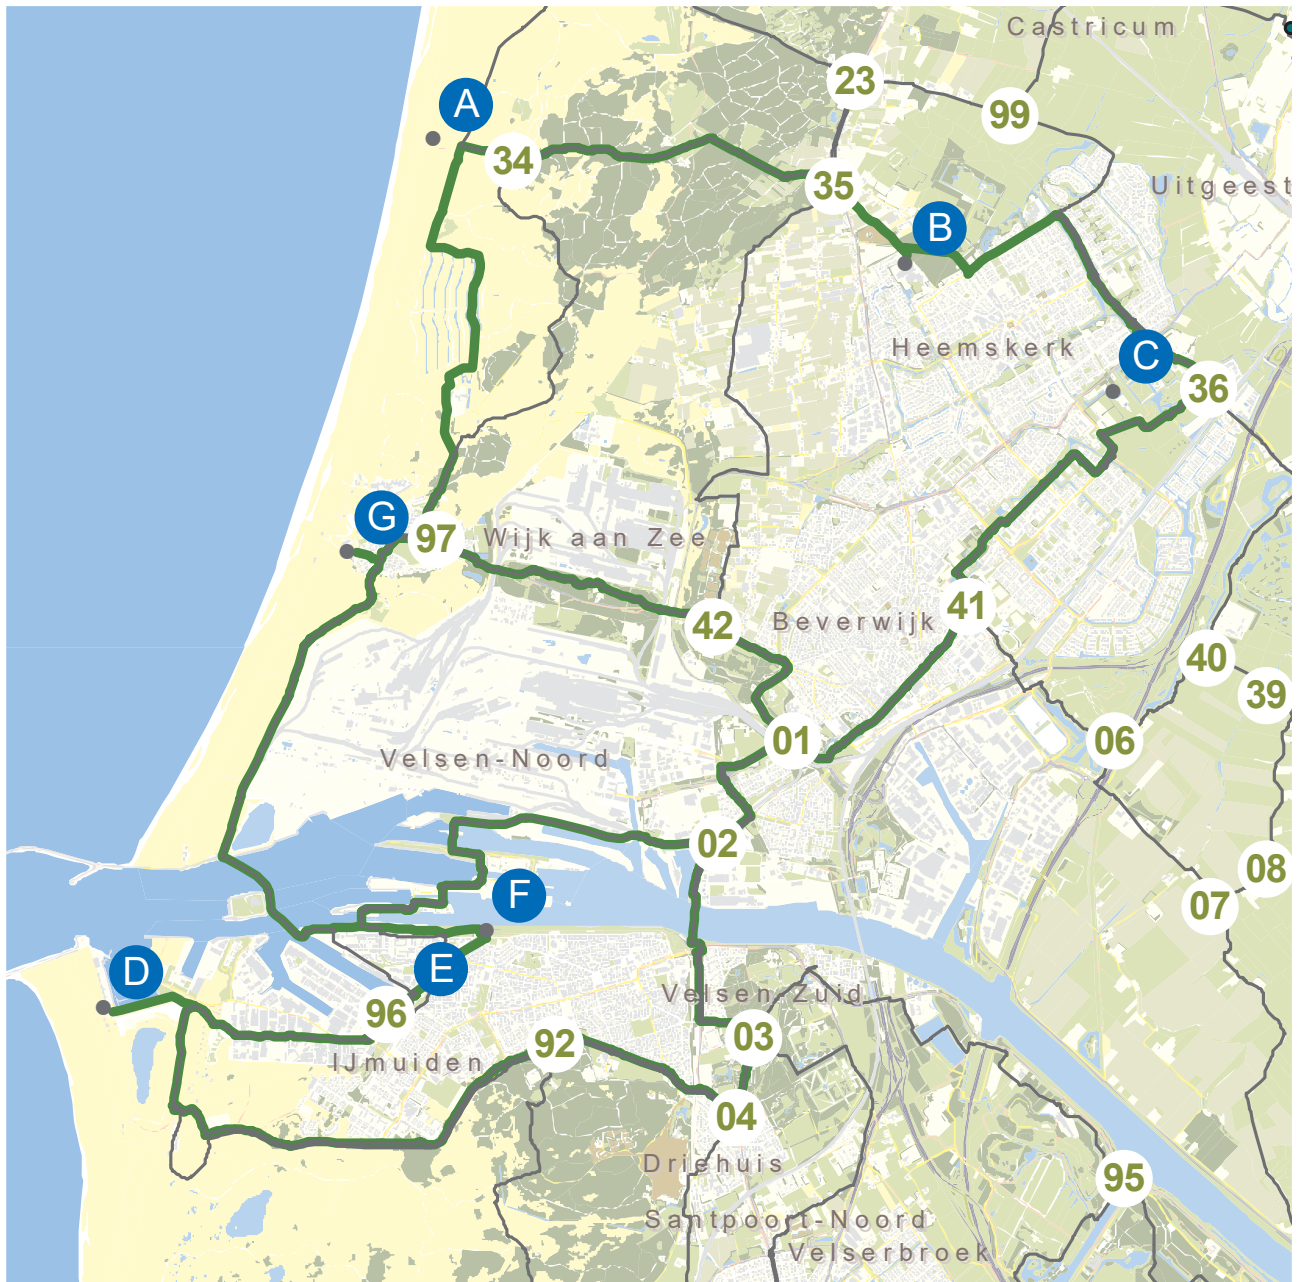 Castricum
23
A
99
34
35
Uitgeest
B
Heemskerk
C
36
G
97
Wijk aan Zee
41
42
Beverwijk
40
39
01
06
Velsen-Noord
02
08
F
07
E
D
Velsen-Zuid
96
03
92
IJmuiden
04
Driehuis
95
Santpoort-Noord
Velserbroek